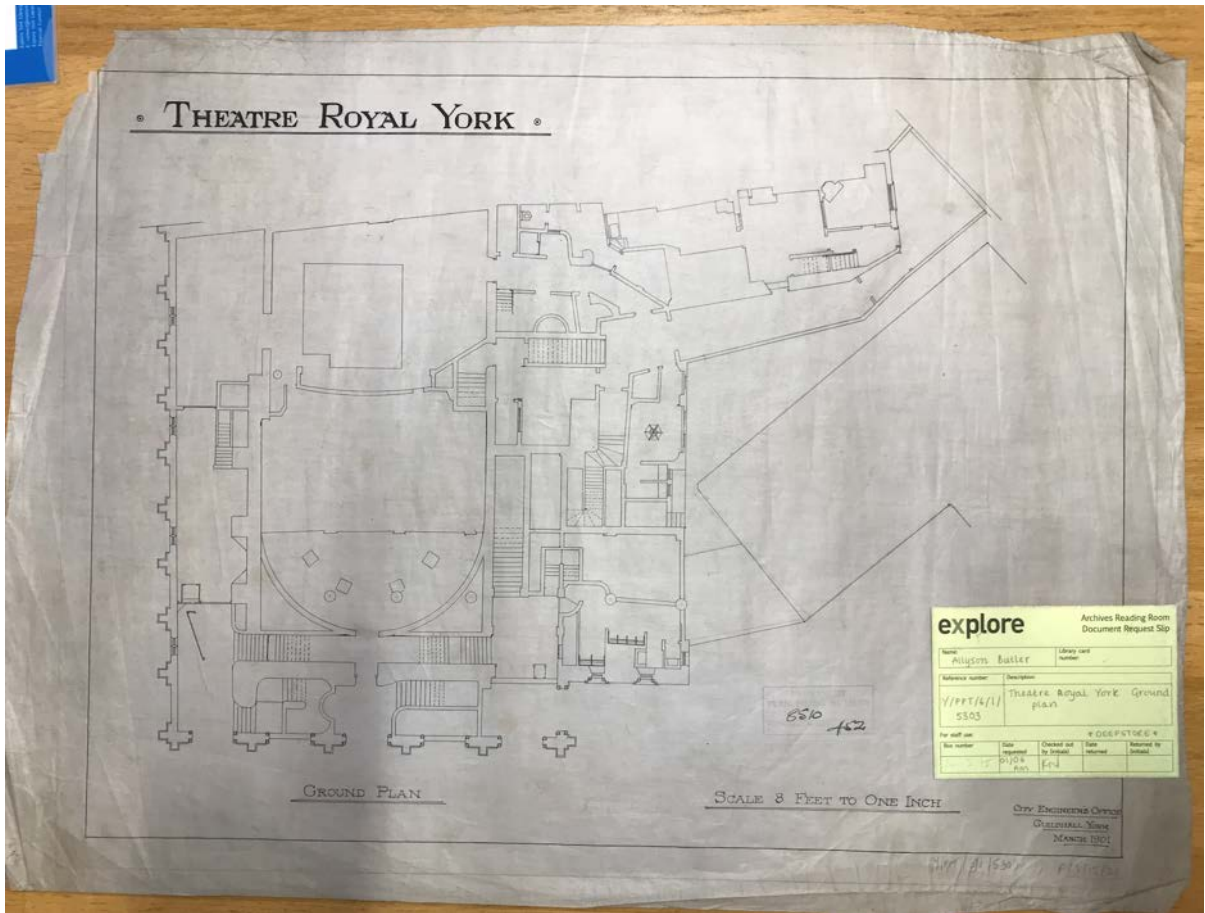 THEATRE ROYAL YORK
explore
Archives Reading Room
Document Request Slip
Name:
Allyson Butler
Library card
number:
Reference number:
Description:
Y/PPT/6/1/
5303
Theatre Royal York Ground
plan
For staff use:
*DEEPSTORE*
Box number
Date
requested
Checked out
by (initials)
Date
returned
Returned by
(initials)
6510
452
GROUND PLAN
SCALE 8 FEET TO ONE INCH
CITY ENGINEERS OFFICE
GUILDHALL YORK
MARCH 1901